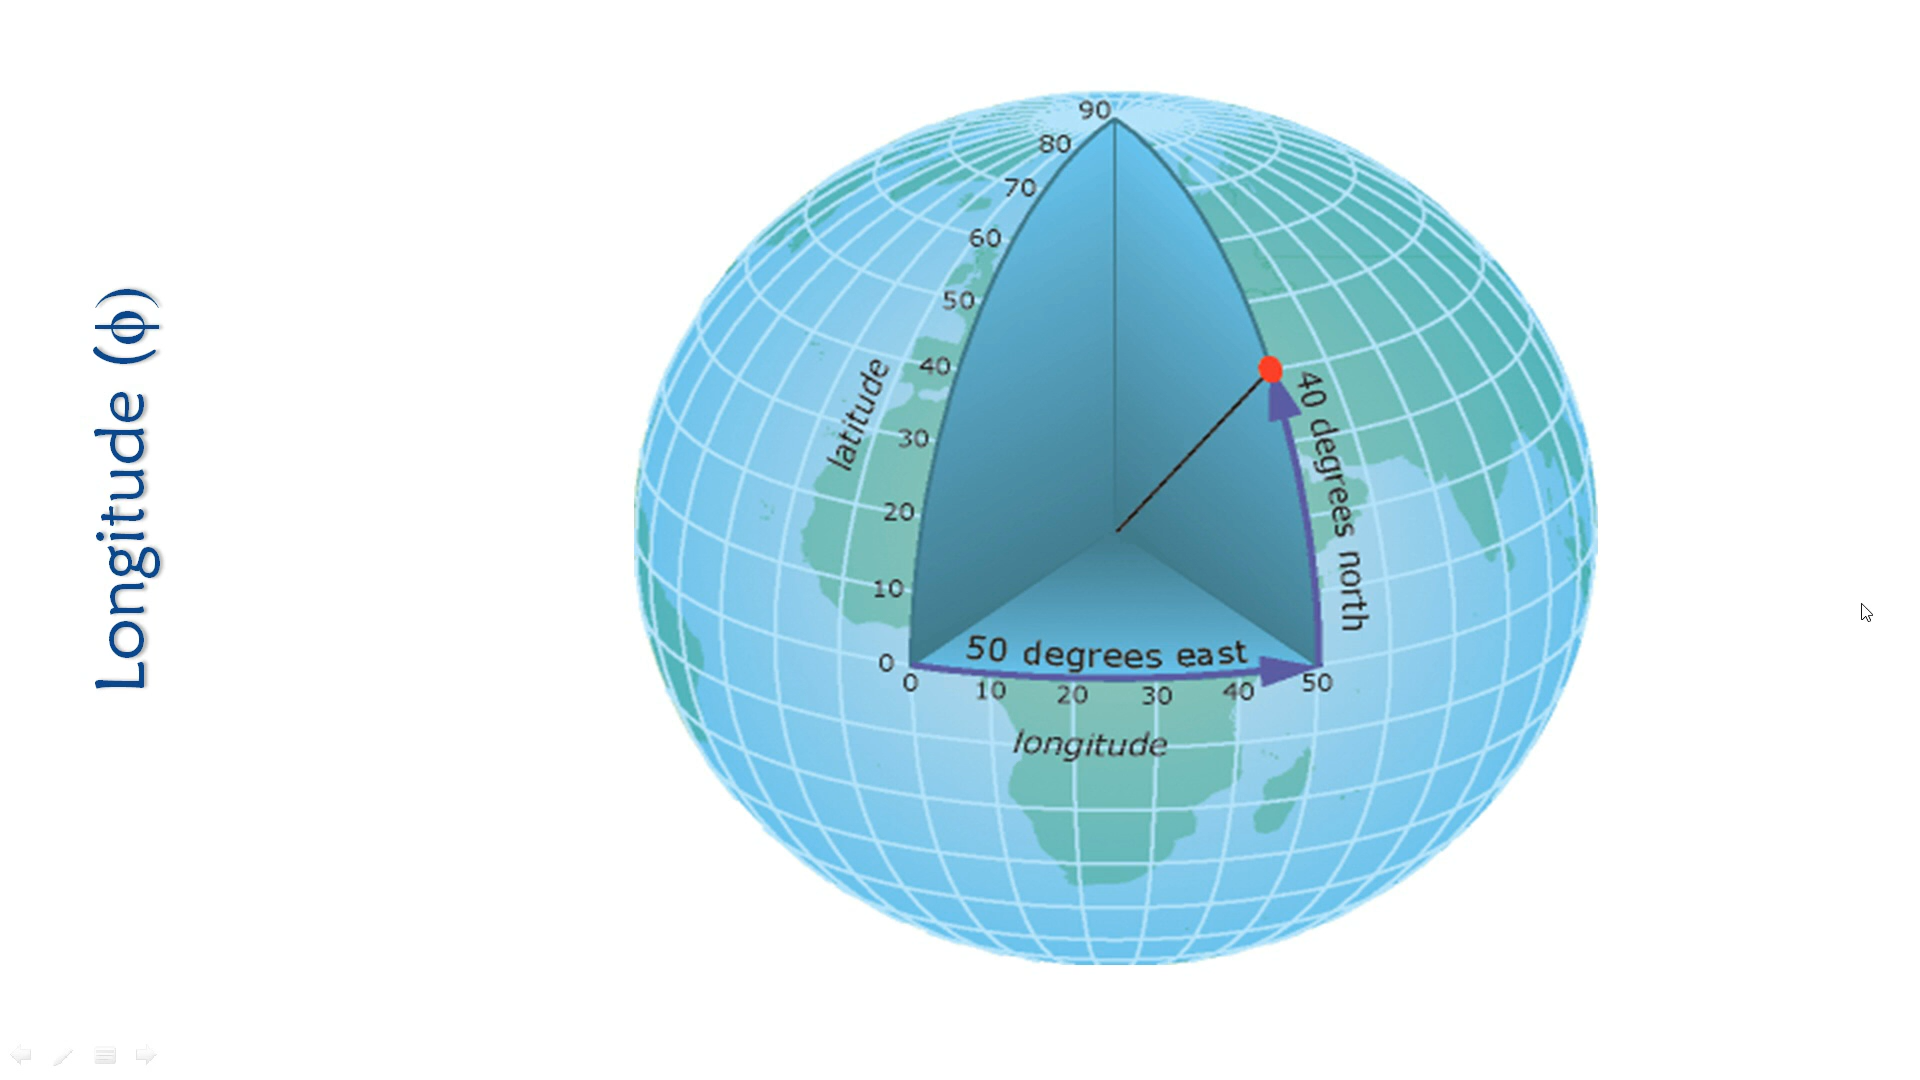 Longitude (φ)
90
80
70
60
50
40
30
20
10
0
latitude
40 degrees north
50 degrees east
0 10 20 30 40 50
longitude